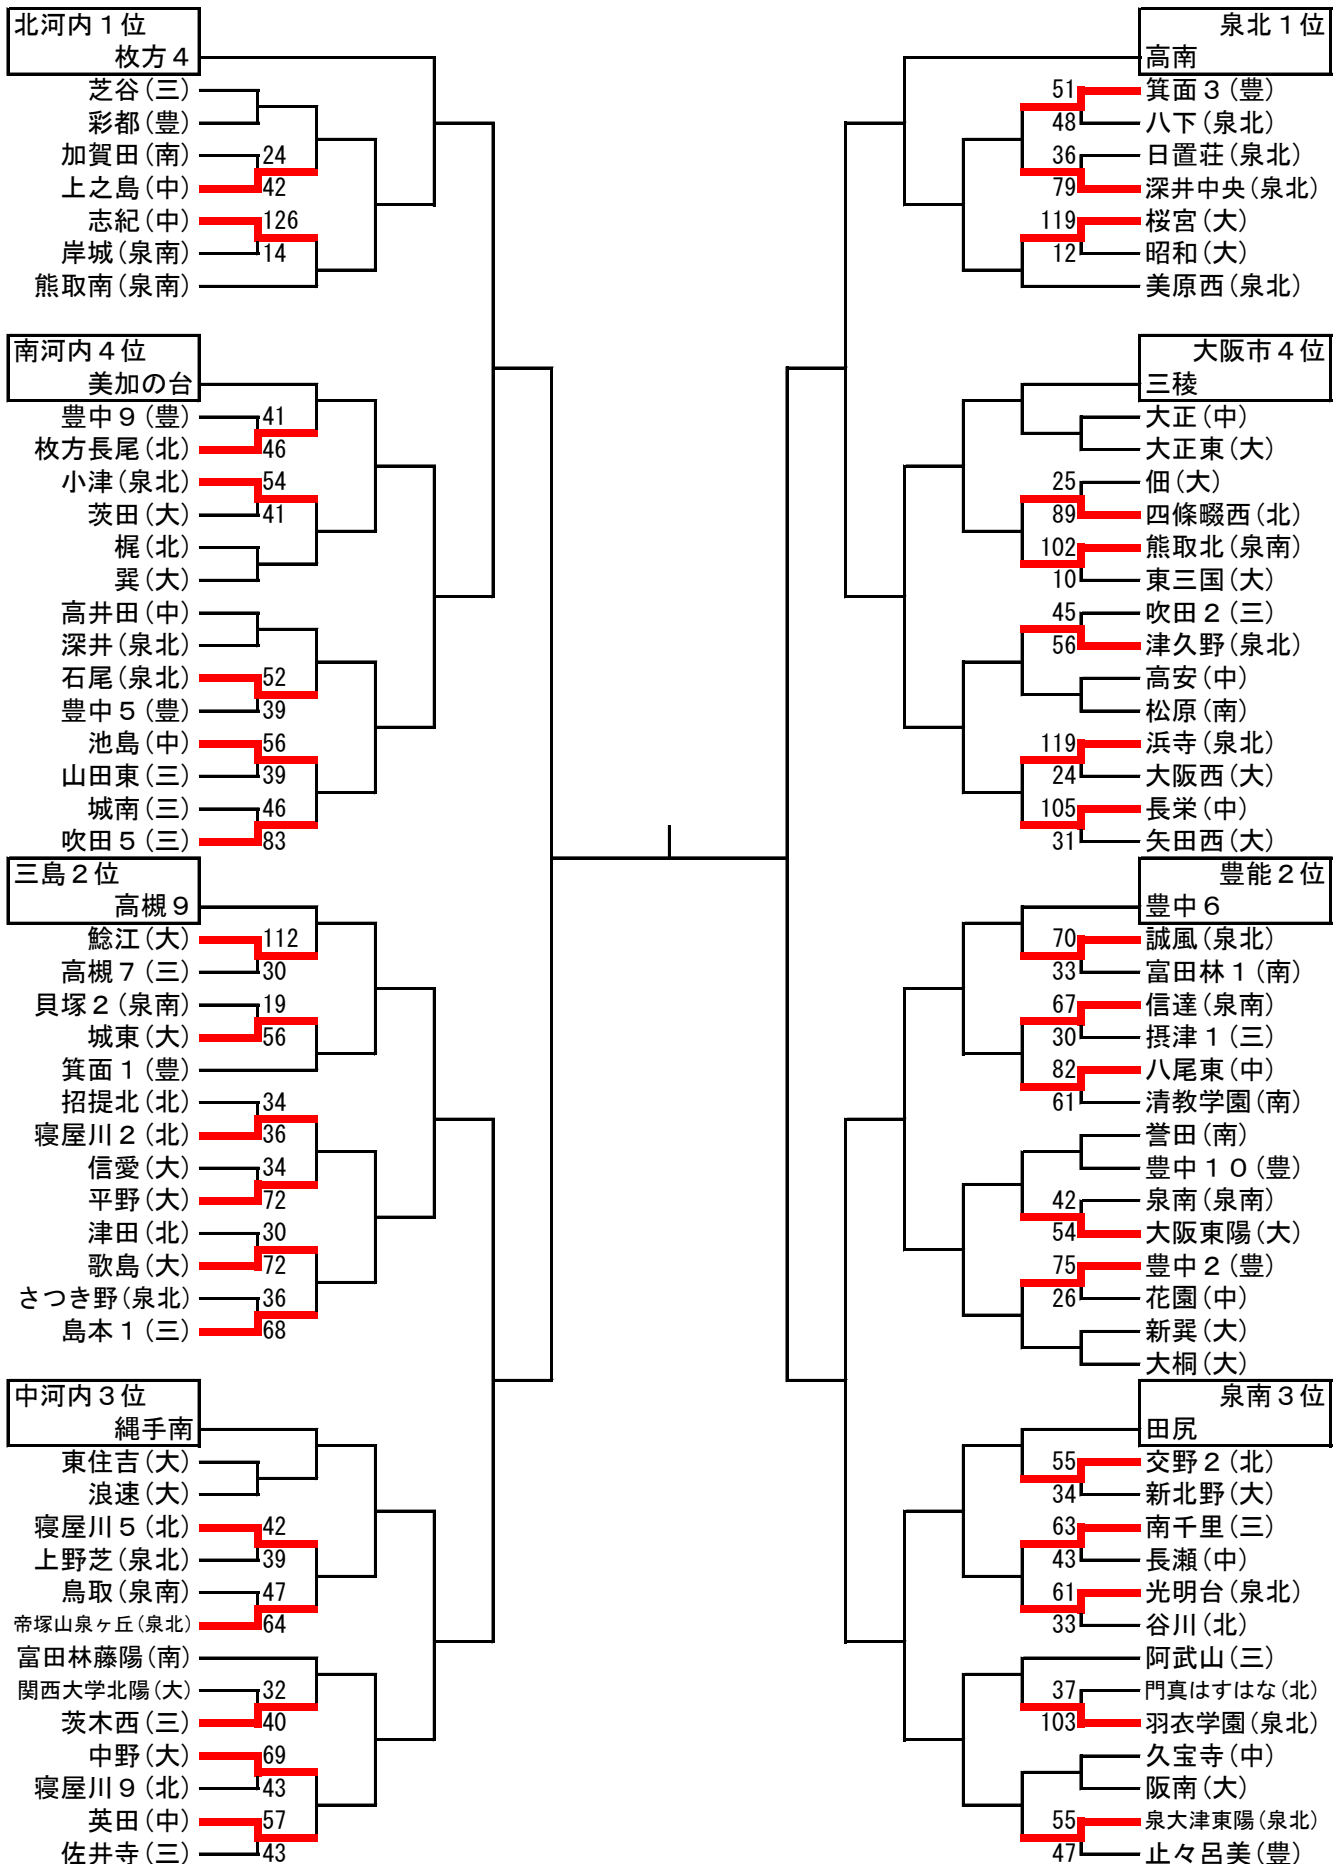 北河内１位
枚方４
芝谷(三)
彩都(豊)
加賀田(南) 24
上之島(中) 42
志紀(中) 126
岸城(泉南) 14
熊取南(泉南)
南河内４位
美加の台
豊中９(豊) 41
枚方長尾(北) 46
小津(泉北) 54
茨田(大) 41
梶(北)
巽(大)
高井田(中)
深井(泉北)
石尾(泉北) 52
豊中５(豊) 39
池島(中) 56
山田東(三) 39
城南(三) 46
吹田５(三) 83
三島２位
高槻９
鯰江(大) 112
高槻７(三) 30
貝塚２(泉南) 19
城東(大) 56
箕面１(豊)
招提北(北) 34
寝屋川２(北) 36
信愛(大) 34
平野(大) 72
津田(北) 30
歌島(大) 72
さつき野(泉北) 36
島本１(三) 68
中河内３位
縄手南
東住吉(大)
浪速(大)
寝屋川５(北) 42
上野芝(泉北) 39
鳥取(泉南) 47
帝塚山泉ヶ丘(泉北) 64
富田林藤陽(南)
関西大学北陽(大) 32
茨木西(三) 40
中野(大) 69
寝屋川９(北) 43
英田(中) 57
佐井寺(三) 43
泉北１位
高南
51 箕面３(豊)
48 八下(泉北)
36 日置荘(泉北)
79 深井中央(泉北)
119 桜宮(大)
12 昭和(大)
美原西(泉北)
大阪市４位
三稜
大正(中)
大正東(大)
25 佃(大)
89 四條畷西(北)
102 熊取北(泉南)
10 東三国(大)
45 吹田２(三)
56 津久野(泉北)
高安(中)
松原(南)
119 浜寺(泉北)
24 大阪西(大)
105 長栄(中)
31 矢田西(大)
豊能２位
豊中６
70 誠風(泉北)
33 富田林１(南)
67 信達(泉南)
30 摂津１(三)
82 八尾東(中)
61 清教学園(南)
誉田(南)
豊中１０(豊)
42 泉南(泉南)
54 大阪東陽(大)
75 豊中２(豊)
26 花園(中)
新巽(大)
大桐(大)
泉南３位
田尻
55 交野２(北)
34 新北野(大)
63 南千里(三)
43 長瀬(中)
61 光明台(泉北)
33 谷川(北)
阿武山(三)
37 門真はすはな(北)
103 羽衣学園(泉北)
久宝寺(中)
阪南(大)
55 泉大津東陽(泉北)
47 止々呂美(豊)